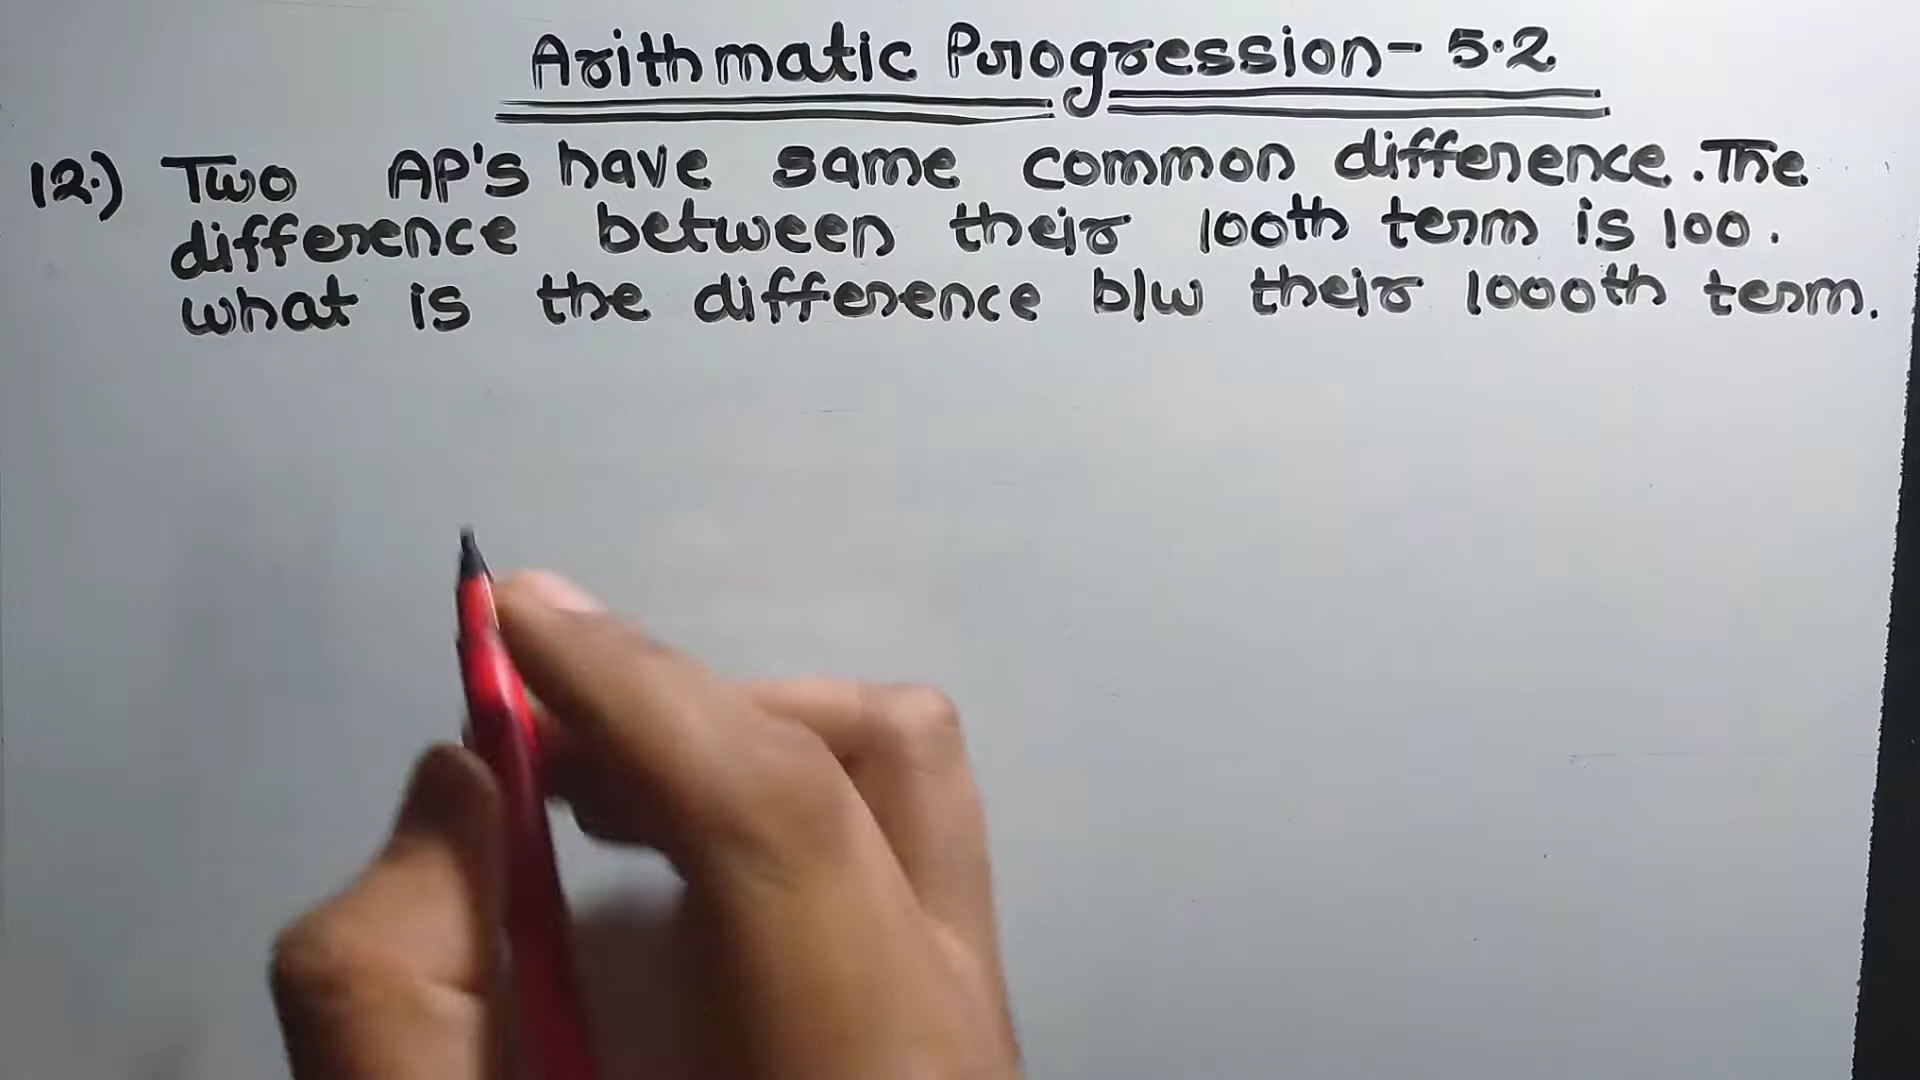 Arithmatic Progression- 5.2
12.) Two AP's have same common difference. The
difference between their 100th term is 100.
what is the difference b/w their 1000th term.